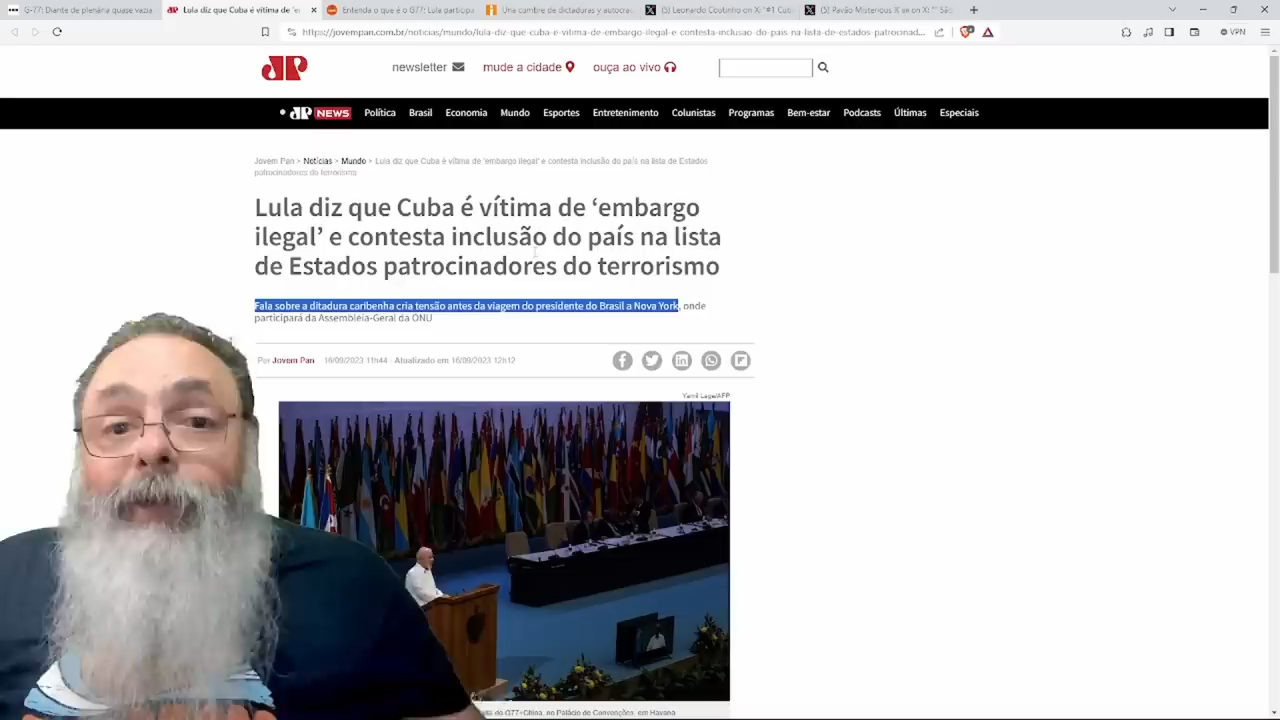 G77: Diante de plenária quase vazia
Lula diz que Cuba é vítima de 'er
Entenda o que é o G77; Lula participa
Una cumbre de dictaduras y autocrac
(5) Leonardo Coutinho on X: "#1 Cub
(5) Pavão Misterious IX on X: "" Sã
https://jovempan.com.br/noticias/mundo/lula-diz-que-cuba-e-vitima-de-embargo-ilegal-e-contesta-inclusao-do-pais-na-lista-de-estados-patrocinad...
VPN
JP
newsletter
mude a cidade
ouça ao vivo
JP NEWS
Política
Brasil
Economia
Mundo
Esportes
Entretenimento
Colunistas
Programas
Bem-estar
Podcasts
Últimas
Especiais
Jovem Pan > Notícias > Mundo > Lula diz que Cuba é vítima de 'embargo ilegal' e contesta inclusão do país na lista de Estados
patrocinadores do terrorismo
Lula diz que Cuba é vítima de ‘embargo
ilegal’ e contesta inclusão do país na lista
de Estados patrocinadores do terrorismo
Fala sobre a ditadura caribenha cria tensão antes da viagem do presidente do Brasil a Nova York, onde
participará da Assembleia-Geral da ONU
Por Jovem Pan 16/09/2023 11h44 - Atualizado em 16/09/2023 12h12
Yamil Lage/AFP
do G77+China, no Palácio de Convenções, em Havana